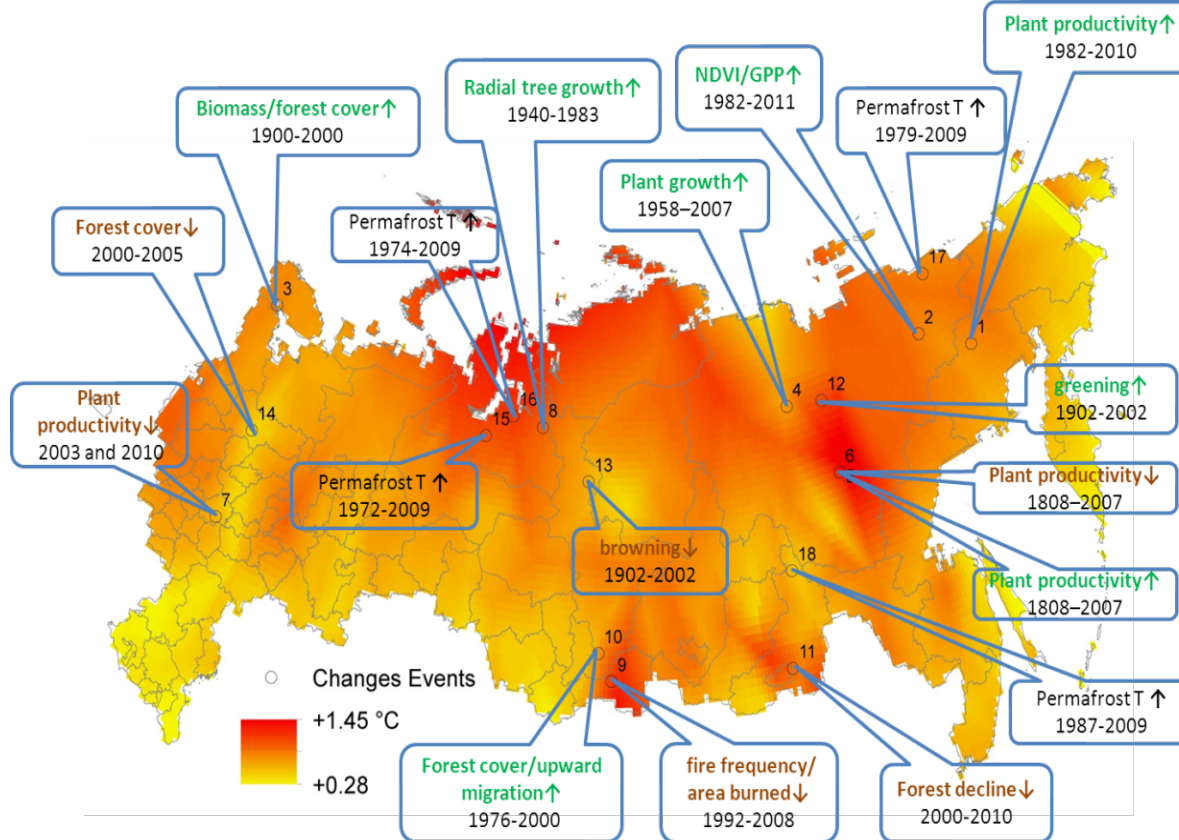 Plant productivity↑
1982-2010
NDVI/GPP↑
1982-2011
Radial tree growth↑
1940-1983
Biomass/forest cover↑
1900-2000
Permafrost T ↑
1979-2009
Plant growth↑
1958–2007
Permafrost T ↑
1974-2009
Forest cover↓
2000-2005
17
3
2
1
Plant
productivity↓
2003 and 2010
14
15
16
8
4
12
greening↑
1902-2002
7
Permafrost T ↑
1972-2009
13
6
Plant productivity↓
1808-2007
browning↓
1902-2002
18
Plant productivity↑
1808–2007
10
9
11
Changes Events
+1.45 °C
+0.28
Permafrost T ↑
1987-2009
Forest cover/upward
migration↑
1976-2000
fire frequency/
area burned↓
1992-2008
Forest decline↓
2000-2010